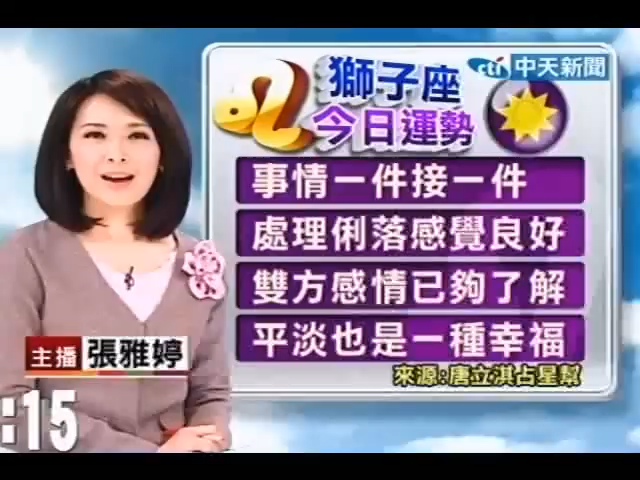 cti 中天新聞
獅子座
今日運勢
事情一件接一件
處理俐落感覺良好
雙方感情已夠了解
平淡也是一種幸福
來源:唐立淇占星幫
主播 張雅婷
:15